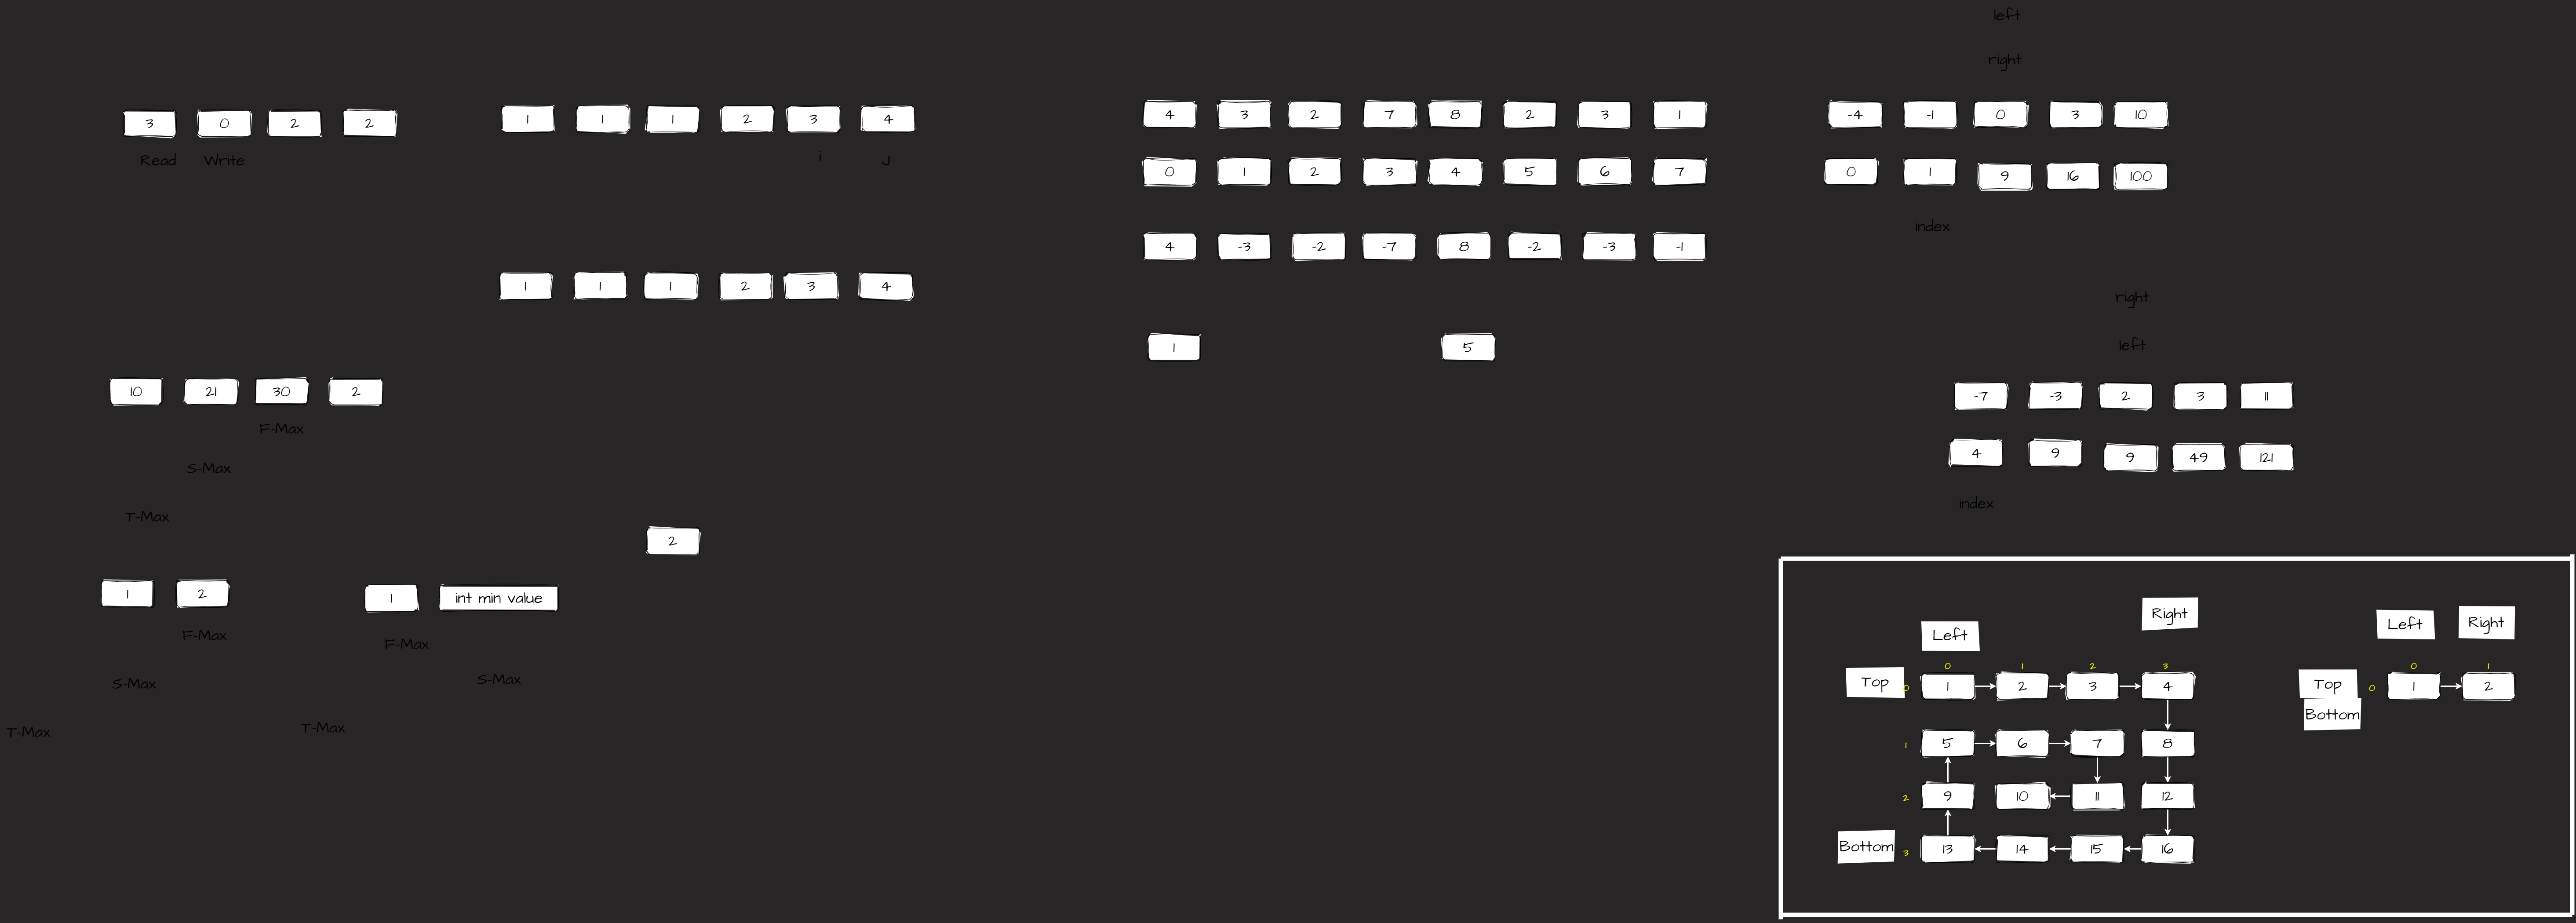 left
right
3 0 2 2
Read Write
1 1 1 2 3 4
i J
1 1 1 2 3 4
4 3 2 7 8 2 3 1
0 1 2 3 4 5 6 7
4 -3 -2 -7 8 -2 -3 -1
1 5
-4 -1 0 3 10
0 1 9 16 100
index
right
left
-7 -3 2 3 11
4 9 9 49 121
index
10 21 30 2
F-Max
S-Max
T-Max
2
1 2
F-Max
S-Max
T-Max
1 int min value
F-Max
S-Max
T-Max
Right
Left
0 1 2 3
Top 0 1 2 3 4
1 5 6 7 8
2 9 10 11 12
Bottom 3 13 14 15 16
Left Right
0 1
Top 0 1 2
Bottom